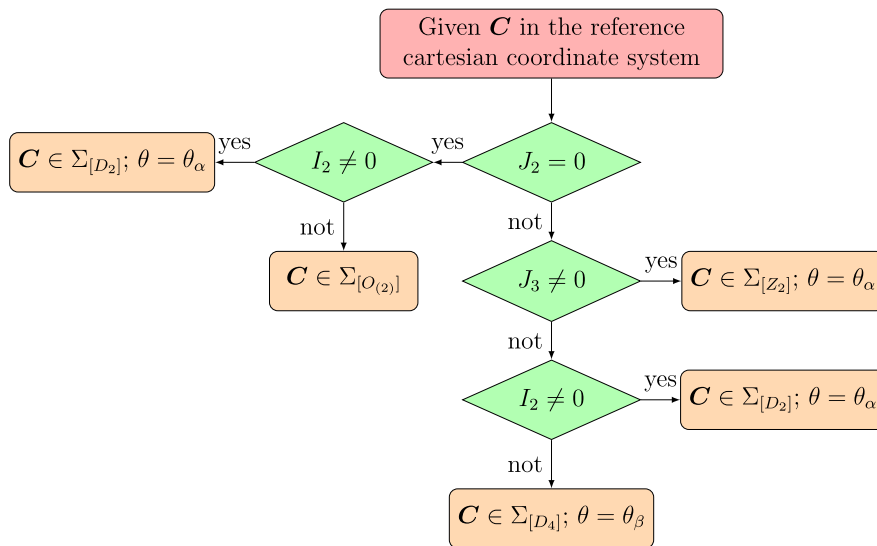 Given C in the reference
cartesian coordinate system
yes
yes
C ∈ Σ[D₂]; θ = θα
I₂ ≠ 0
J₂ = 0
not
not
C ∈ Σ[O₍₂₎]
J₃ ≠ 0
yes
C ∈ Σ[Z₂]; θ = θα
not
I₂ ≠ 0
yes
C ∈ Σ[D₂]; θ = θα
not
C ∈ Σ[D₄]; θ = θβ